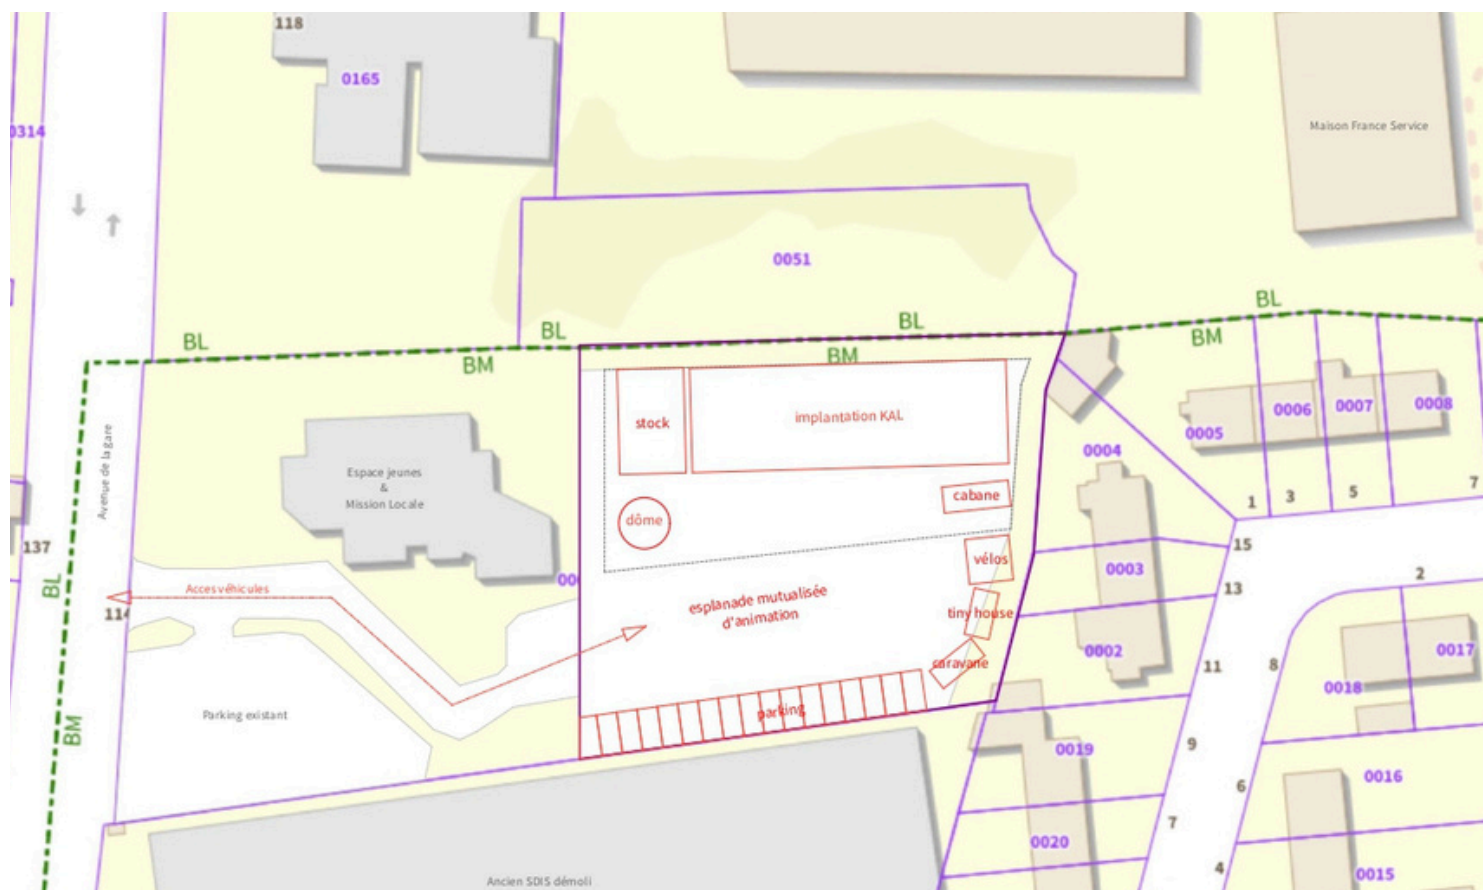 118
0165
0314
Maison France Service
0051
BL
BL
BL
BL
BM
BM
BM
Avenue de la gare
stock
implantation KAL
0005
0006
0007
0008
Espace jeunes
&
Mission Locale
0004
cabane
dôme
1
3
5
7
137
15
vélos
0003
2
BL
Acces véhicules
114
esplanade mutualisée
d'animation
tiny house
13
0017
caravane
0002
11
8
0018
Parking existant
parking
BM
0019
9
0016
6
7
0020
4
0015
Ancien SDIS démoli